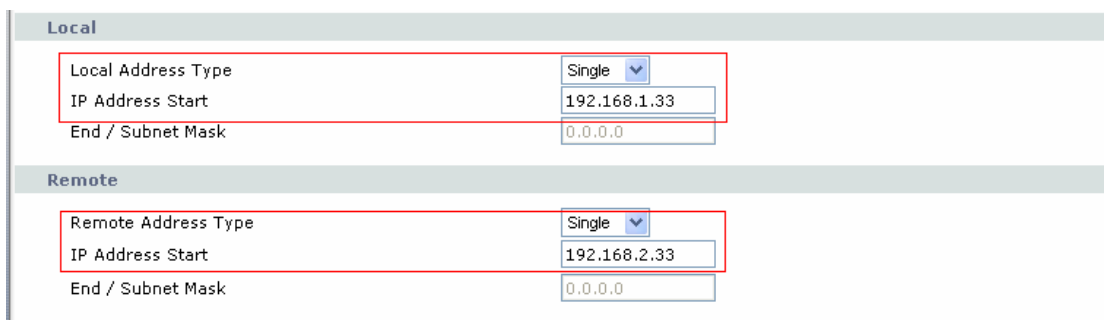 Local
Local Address Type Single
IP Address Start 192.168.1.33
End / Subnet Mask 0.0.0.0
Remote
Remote Address Type Single
IP Address Start 192.168.2.33
End / Subnet Mask 0.0.0.0